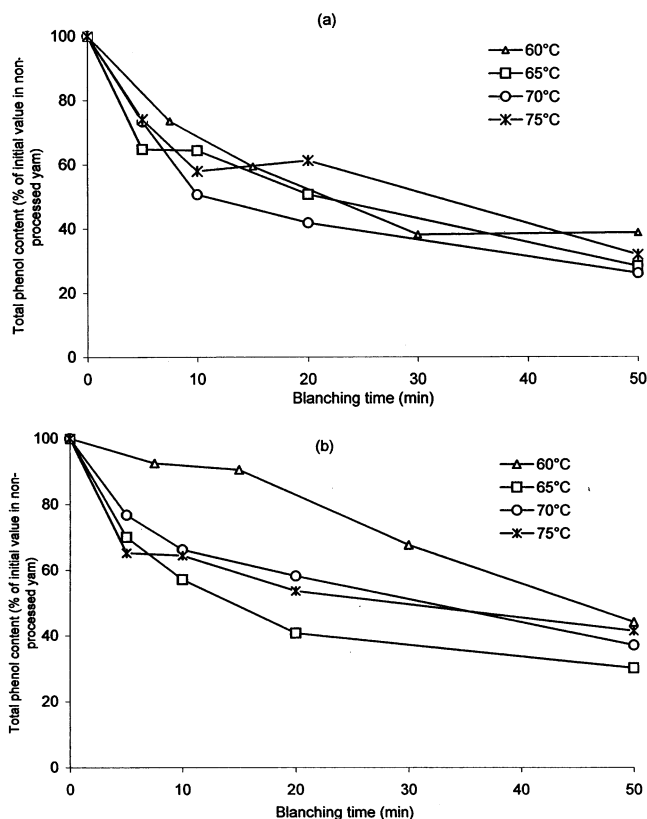 (a)
Total phenol content (% of initial value in non-
processed yam)
100
80
60
40
20
0
60°C
65°C
70°C
75°C
0 10 20 30 40 50
Blanching time (min)
(b)
Total phenol content (% of initial value in non-
processed yam)
100
80
60
40
20
0
60°C
65°C
70°C
75°C
0 10 20 30 40 50
Blanching time (min)